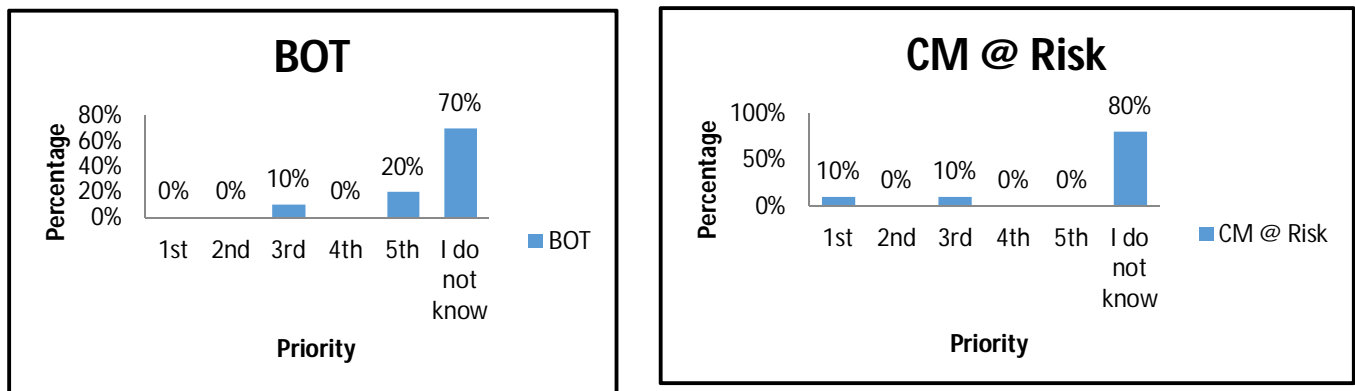 BOT
80%
60%
40%
20%
0%
Percentage
0% 0% 10% 0% 20% 70%
1st 2nd 3rd 4th 5th I do not know
Priority
BOT
CM @ Risk
100%
50%
0%
Percentage
10% 0% 10% 0% 0% 80%
1st 2nd 3rd 4th 5th I do not know
Priority
CM @ Risk